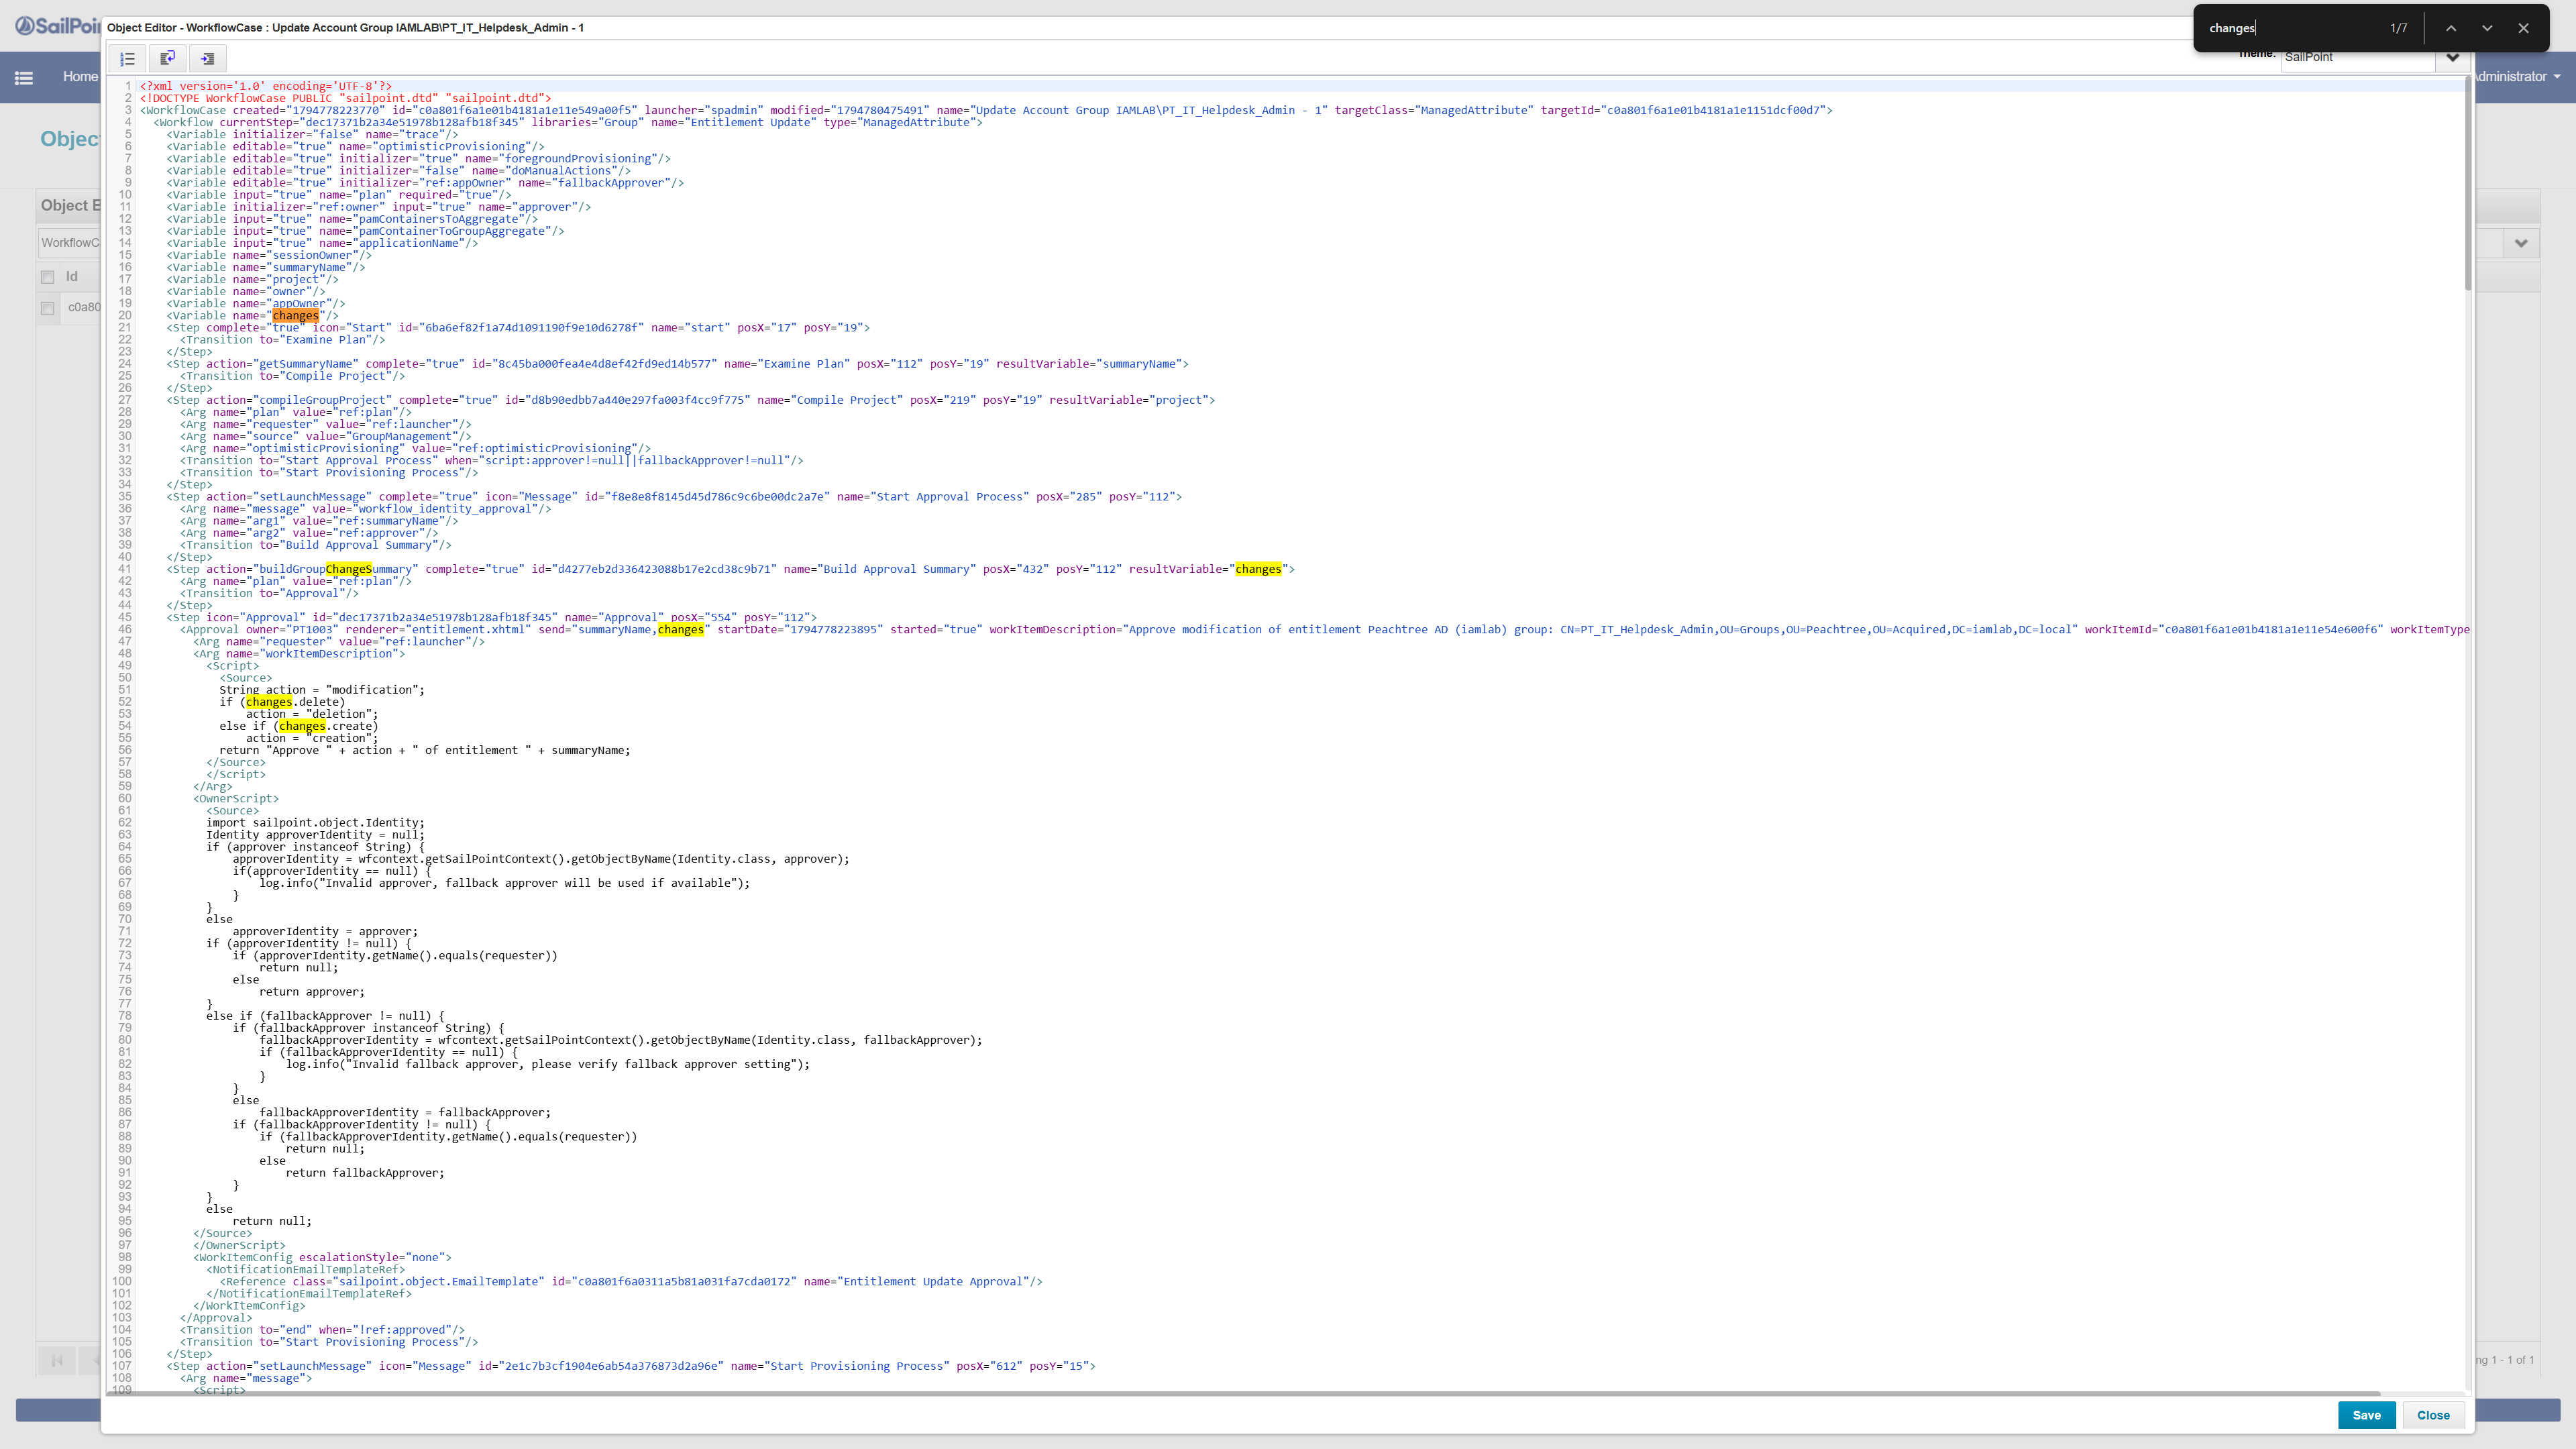 SailPoi
Object Editor - WorkflowCase : Update Account Group IAMLAB\PT_IT_Helpdesk_Admin - 1
changes
1/7
Theme:
SailPoint
Home
dministrator
Objec
Object E
WorkflowC
Id
c0a80
1 <?xml version='1.0' encoding='UTF-8'?>
2 <!DOCTYPE WorkflowCase PUBLIC "sailpoint.dtd" "sailpoint.dtd">
3 <WorkflowCase created="1794778223770" id="c0a801f6a1e01b4181a1e11e549a00f5" launcher="spadmin" modified="1794780475491" name="Update Account Group IAMLAB\PT_IT_Helpdesk_Admin - 1" targetClass="ManagedAttribute" targetId="c0a801f6a1e01b4181a1e1151dcf00d7">
4 <Workflow currentStep="dec17371b2a34e51978b128afb18f345" libraries="Group" name="Entitlement Update" type="ManagedAttribute">
5 <Variable initializer="false" name="trace"/>
6 <Variable editable="true" name="optimisticProvisioning"/>
7 <Variable editable="true" initializer="true" name="foregroundProvisioning"/>
8 <Variable editable="true" initializer="false" name="doManualActions"/>
9 <Variable editable="true" initializer="ref:appOwner" name="fallbackApprover"/>
10 <Variable input="true" name="plan" required="true"/>
11 <Variable initializer="ref:owner" input="true" name="approver"/>
12 <Variable input="true" name="pamContainersToAggregate"/>
13 <Variable input="true" name="pamContainerToGroupAggregate"/>
14 <Variable input="true" name="applicationName"/>
15 <Variable name="sessionOwner"/>
16 <Variable name="summaryName"/>
17 <Variable name="project"/>
18 <Variable name="owner"/>
19 <Variable name="appOwner"/>
20 <Variable name="changes"/>
21 <Step complete="true" icon="Start" id="6ba6ef82f1a74d1091190f9e10d6278f" name="start" posX="17" posY="19">
22 <Transition to="Examine Plan"/>
23 </Step>
24 <Step action="getSummaryName" complete="true" id="8c45ba000fea4e4d8ef42fd9ed14b577" name="Examine Plan" posX="112" posY="19" resultVariable="summaryName">
25 <Transition to="Compile Project"/>
26 </Step>
27 <Step action="compileGroupProject" complete="true" id="d8b90edbb7a440e297fa003f4cc9f775" name="Compile Project" posX="219" posY="19" resultVariable="project">
28 <Arg name="plan" value="ref:plan"/>
29 <Arg name="requester" value="ref:launcher"/>
30 <Arg name="source" value="GroupManagement"/>
31 <Arg name="optimisticProvisioning" value="ref:optimisticProvisioning"/>
32 <Transition to="Start Approval Process" when="script:approver!=null||fallbackApprover!=null"/>
33 <Transition to="Start Provisioning Process"/>
34 </Step>
35 <Step action="setLaunchMessage" complete="true" icon="Message" id="f8e8e8f8145d45d786c9c6be00dc2a7e" name="Start Approval Process" posX="285" posY="112">
36 <Arg name="message" value="workflow_identity_approval"/>
37 <Arg name="arg1" value="ref:summaryName"/>
38 <Arg name="arg2" value="ref:approver"/>
39 <Transition to="Build Approval Summary"/>
40 </Step>
41 <Step action="buildGroupChangeSummary" complete="true" id="d4277eb2d336423088b17e2cd38c9b71" name="Build Approval Summary" posX="432" posY="112" resultVariable="changes">
42 <Arg name="plan" value="ref:plan"/>
43 <Transition to="Approval"/>
44 </Step>
45 <Step icon="Approval" id="dec17371b2a34e51978b128afb18f345" name="Approval" posX="554" posY="112">
46 <Approval owner="PT1003" renderer="entitlement.xhtml" send="summaryName,changes" startDate="1794778223895" started="true" workItemDescription="Approve modification of entitlement Peachtree AD (iamlab) group: CN=PT_IT_Helpdesk_Admin,OU=Groups,OU=Peachtree,OU=Acquired,DC=iamlab,DC=local" workItemId="c0a801f6a1e01b4181a1e11e54e600f6" workItemType
47 <Arg name="requester" value="ref:launcher"/>
48 <Arg name="workItemDescription">
49 <Script>
50 <Source>
51 String action = "modification";
52 if (changes.delete)
53 action = "deletion";
54 else if (changes.create)
55 action = "creation";
56 return "Approve " + action + " of entitlement " + summaryName;
57 </Source>
58 </Script>
59 </Arg>
60 <OwnerScript>
61 <Source>
62 import sailpoint.object.Identity;
63 Identity approverIdentity = null;
64 if (approver instanceof String) {
65 approverIdentity = wfcontext.getSailPointContext().getObjectByName(Identity.class, approver);
66 if(approverIdentity == null) {
67 log.info("Invalid approver, fallback approver will be used if available");
68 }
69 }
70 else
71 approverIdentity = approver;
72 if (approverIdentity != null) {
73 if (approverIdentity.getName().equals(requester))
74 return null;
75 else
76 return approver;
77 }
78 else if (fallbackApprover != null) {
79 if (fallbackApprover instanceof String) {
80 fallbackApproverIdentity = wfcontext.getSailPointContext().getObjectByName(Identity.class, fallbackApprover);
81 if (fallbackApproverIdentity == null) {
82 log.info("Invalid fallback approver, please verify fallback approver setting");
83 }
84 }
85 else
86 fallbackApproverIdentity = fallbackApprover;
87 if (fallbackApproverIdentity != null) {
88 if (fallbackApproverIdentity.getName().equals(requester))
89 return null;
90 else
91 return fallbackApprover;
92 }
93 }
94 else
95 return null;
96 </Source>
97 </OwnerScript>
98 <WorkItemConfig escalationStyle="none">
99 <NotificationEmailTemplateRef>
100 <Reference class="sailpoint.object.EmailTemplate" id="c0a801f6a0311a5b81a031fa7cda0172" name="Entitlement Update Approval"/>
101 </NotificationEmailTemplateRef>
102 </WorkItemConfig>
103 </Approval>
104 <Transition to="end" when="!ref:approved"/>
105 <Transition to="Start Provisioning Process"/>
106 </Step>
107 <Step action="setLaunchMessage" icon="Message" id="2e1c7b3cf1904e6ab54a376873d2a96e" name="Start Provisioning Process" posX="612" posY="15">
108 <Arg name="message">
109 <Script>
ng 1 - 1 of 1
Save
Close